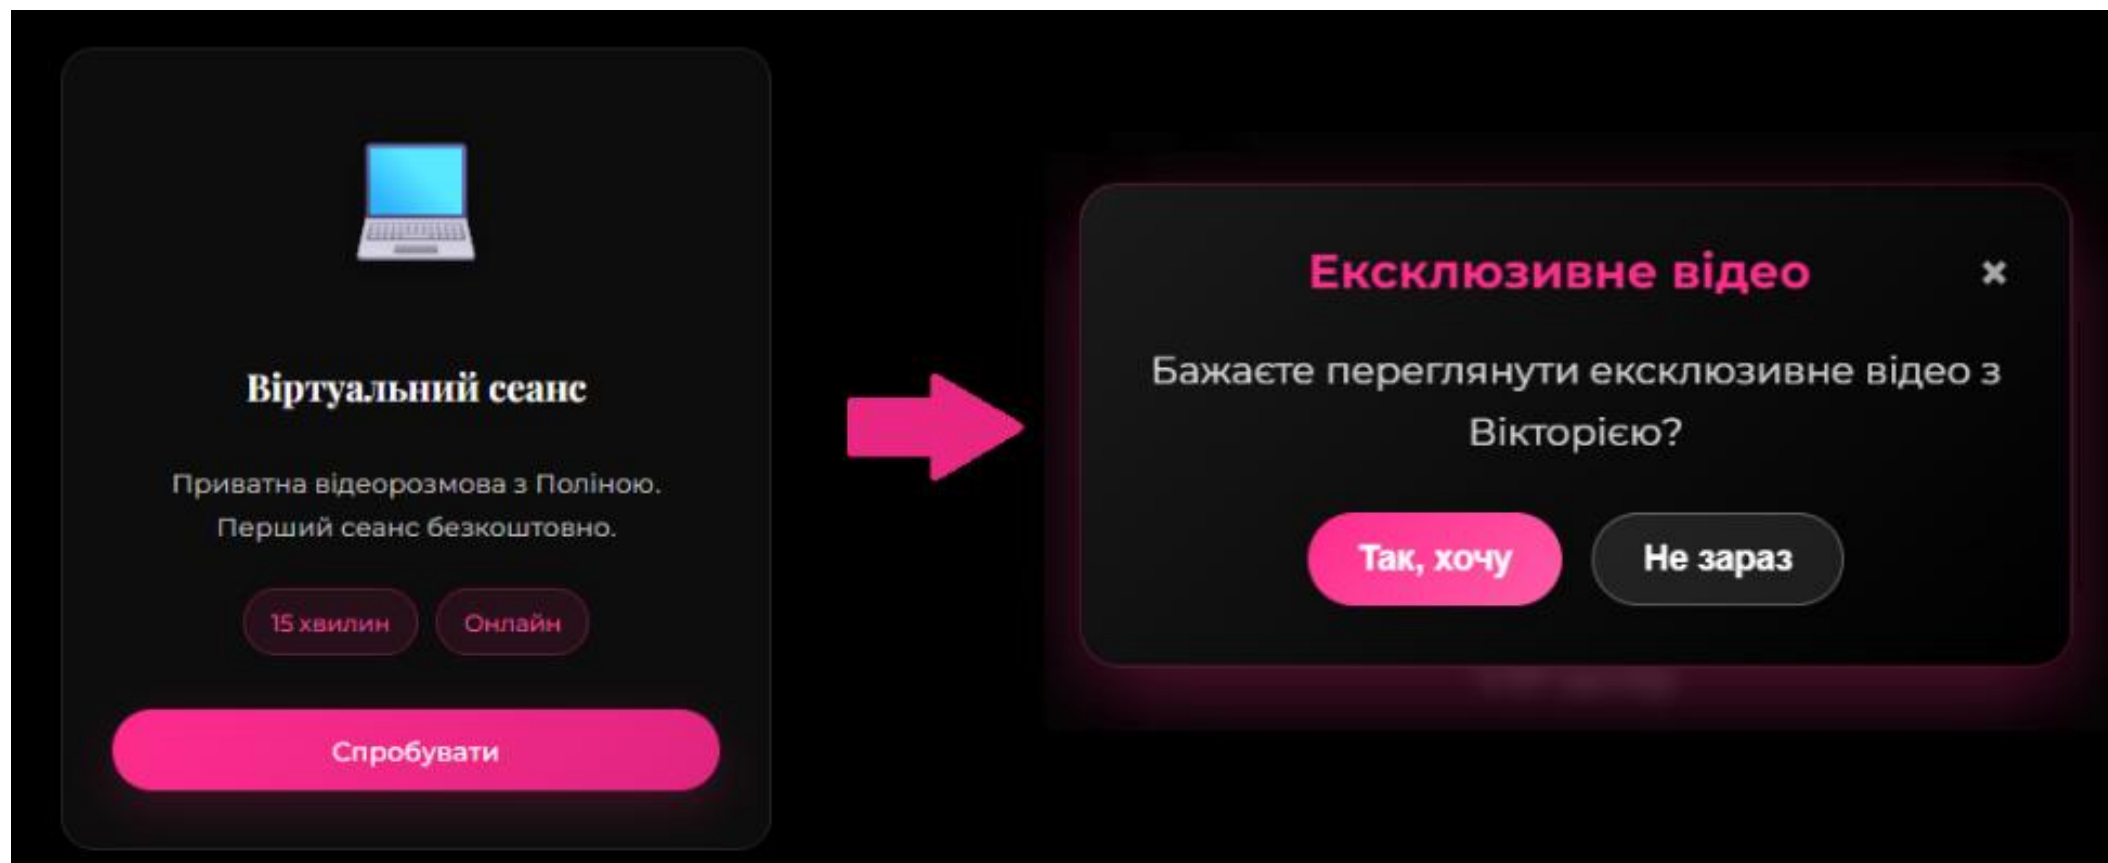 Віртуальний сеанс
Приватна відеорозмова з Поліною.
Перший сеанс безкоштовно.
15 хвилин
Онлайн
Спробувати
Ексклюзивне відео
Бажаєте переглянути ексклюзивне відео з
Вікторією?
Так, хочу
Не зараз